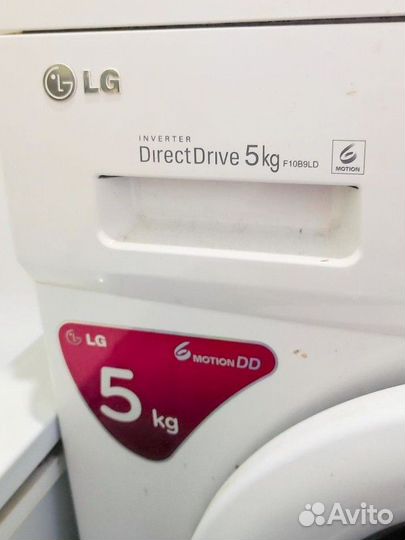 LG
INVERTER
DirectDrive 5kg F10B9LD
6
MOTION
LG
6 MOTION DD
5 kg
Avito